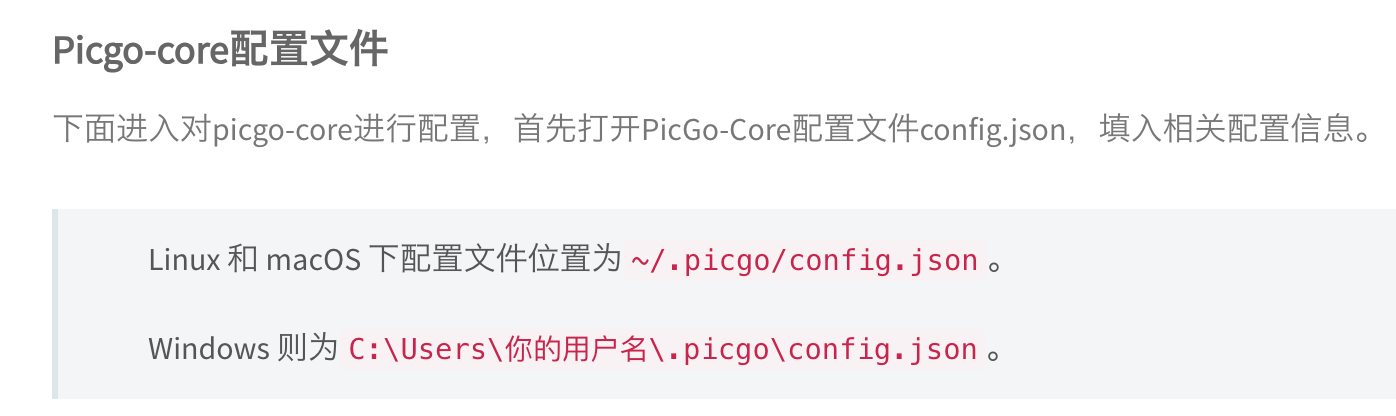 Picgo-core配置文件
下面进入对picgo-core进行配置，首先打开PicGo-Core配置文件config.json，填入相关配置信息。
Linux 和 macOS 下配置文件位置为 ~/.picgo/config.json 。
Windows 则为 C:\Users\你的用户名\.picgo\config.json 。